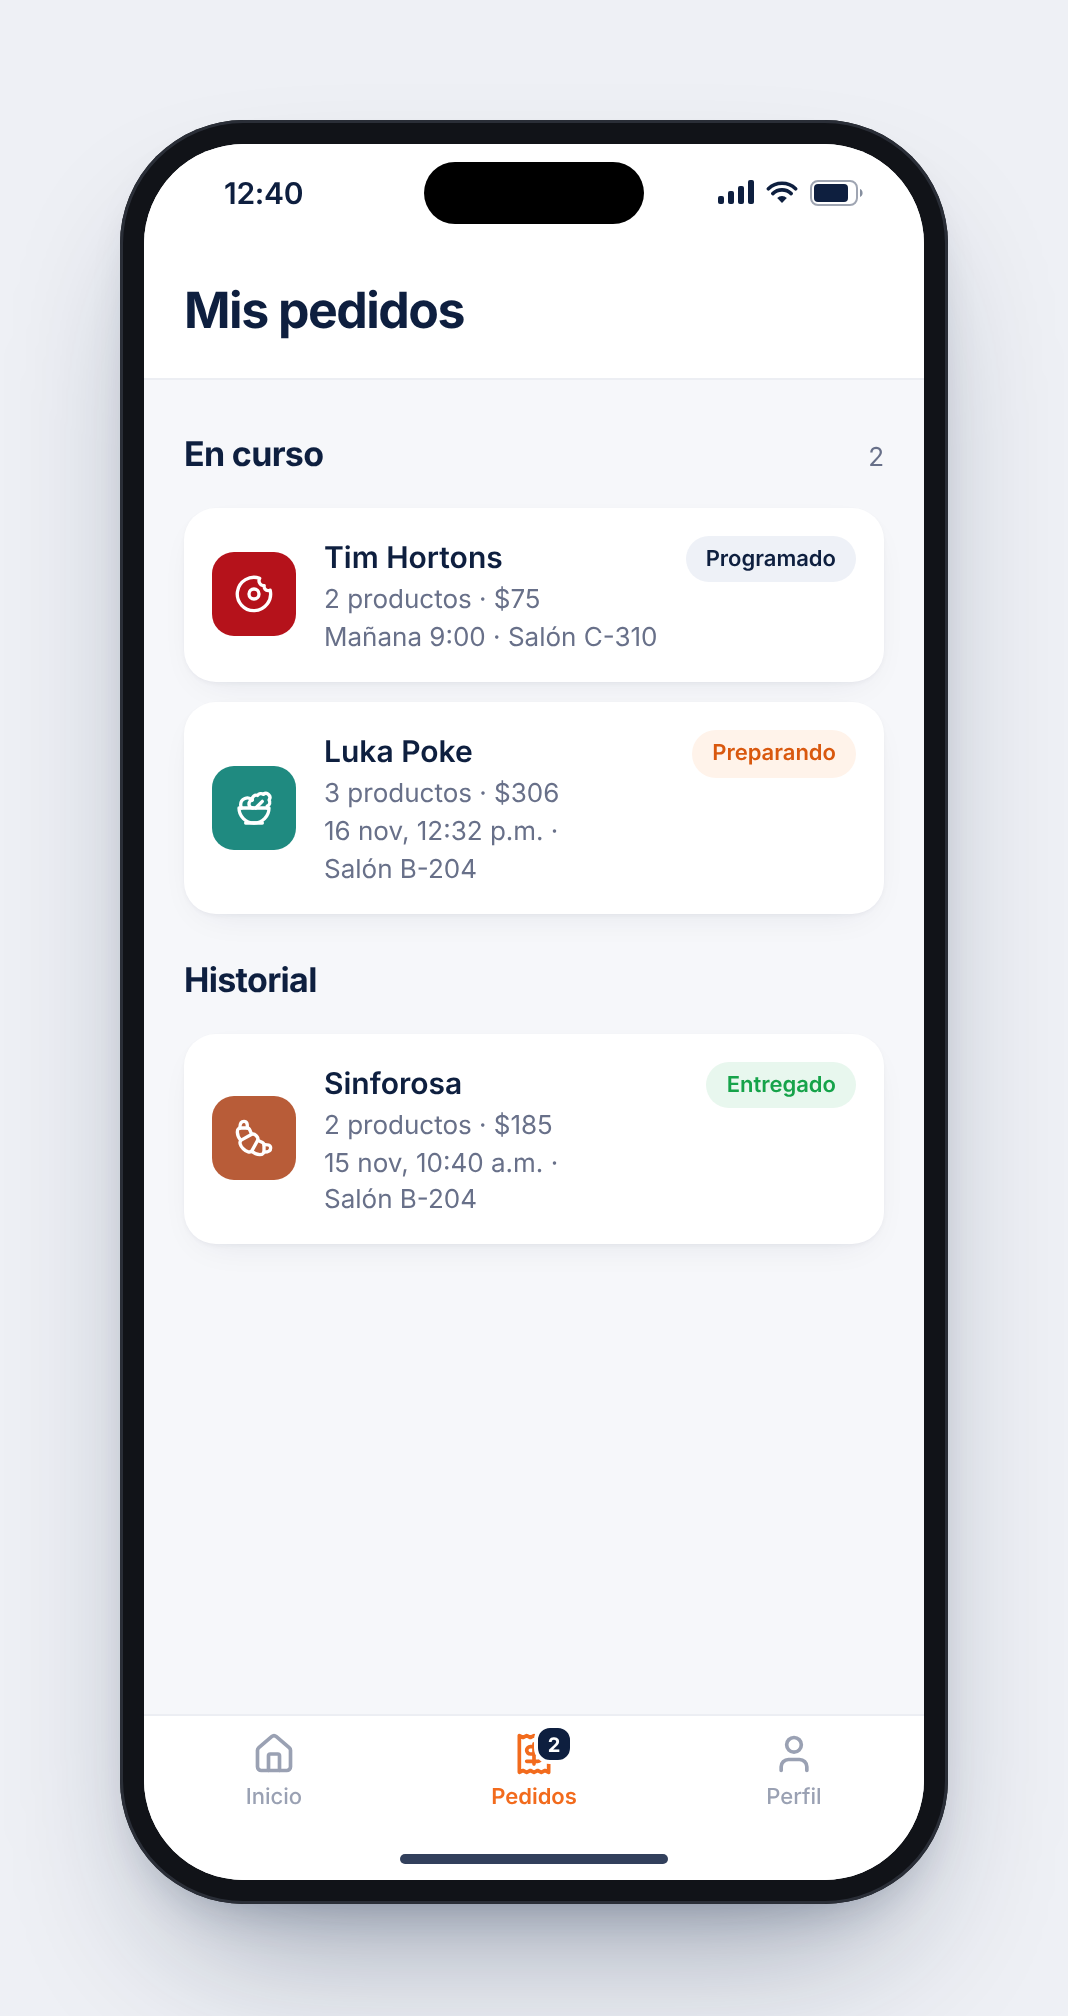 12:40
Mis pedidos
En curso
2
Tim Hortons
Programado
2 productos · $75
Mañana 9:00 · Salón C-310
Luka Poke
Preparando
3 productos · $306
16 nov, 12:32 p.m. ·
Salón B-204
Historial
Sinforosa
Entregado
2 productos · $185
15 nov, 10:40 a.m. ·
Salón B-204
2
Inicio
Pedidos
Perfil